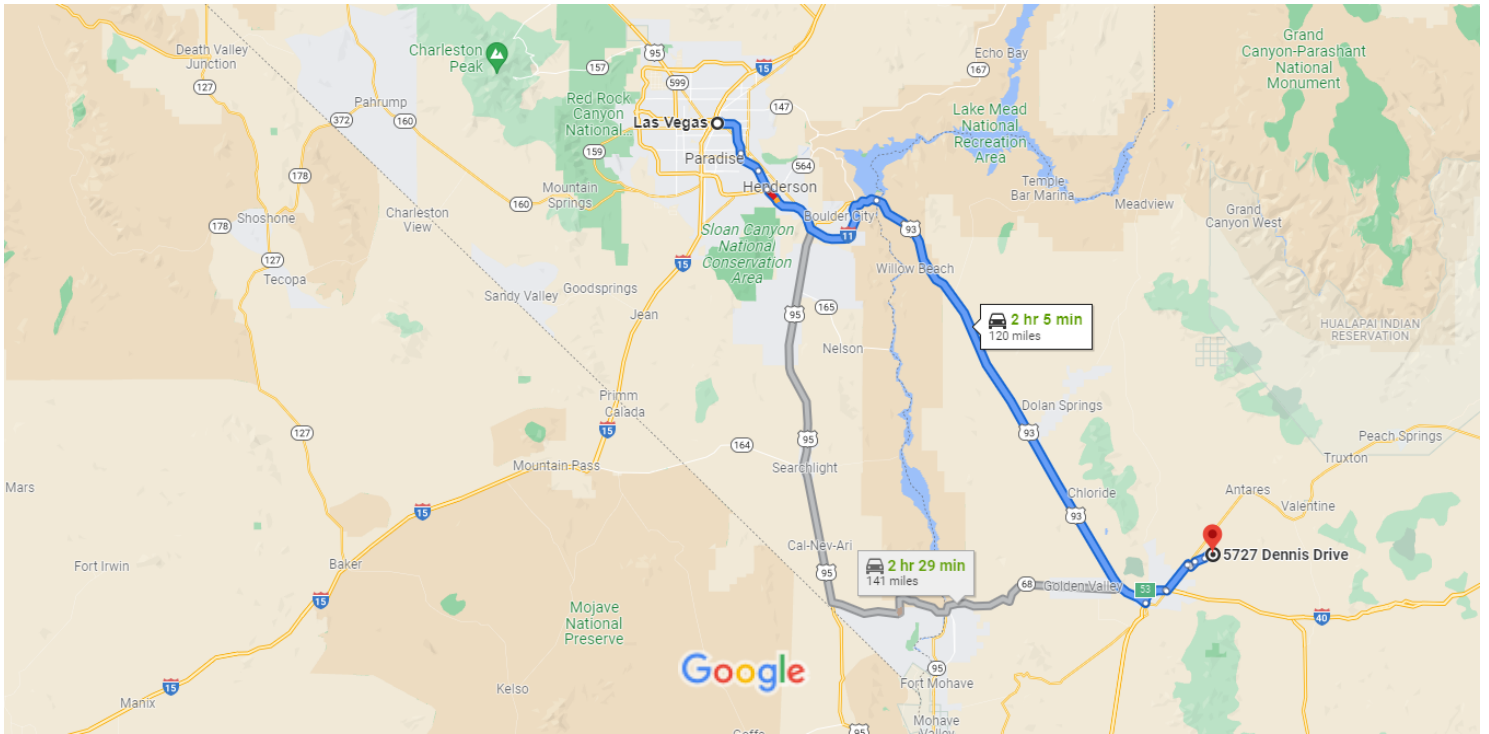 Death Valley
Junction
127
Charleston
Peak
95
157
599
15
Echo Bay
167
Grand
Canyon-Parashant
National
Monument
Pahrump
160
372
Red Rock
Canyon
National...
147
Lake Mead
National
Recreation
Area
Las Vegas
159
Paradise
564
178
Mountain
Springs
160
Henderson
Temple
Bar Marina
Meadview
Shoshone
178
Charleston
View
Boulder City
11
93
Grand
Canyon West
Sloan Canyon
National
Conservation
Area
127
Tecopa
15
Willow Beach
Sandy Valley
Goodsprings
Jean
95
165
2 hr 5 min
120 miles
HUALAPAI INDIAN
RESERVATION
Nelson
Primm
Calada
15
Dolan Springs
127
164
95
93
Peach Springs
Mountain Pass
Searchlight
Truxton
Mars
15
Chloride
93
Antares
Valentine
Cal-Nev-Ari
Fort Irwin
Baker
95
2 hr 29 min
141 miles
5727 Dennis Drive
68
Golden Valley
53
15
Mojave
National
Preserve
40
Google
95
Fort Mohave
15
Manix
Kelso
Mohave
Valley
95